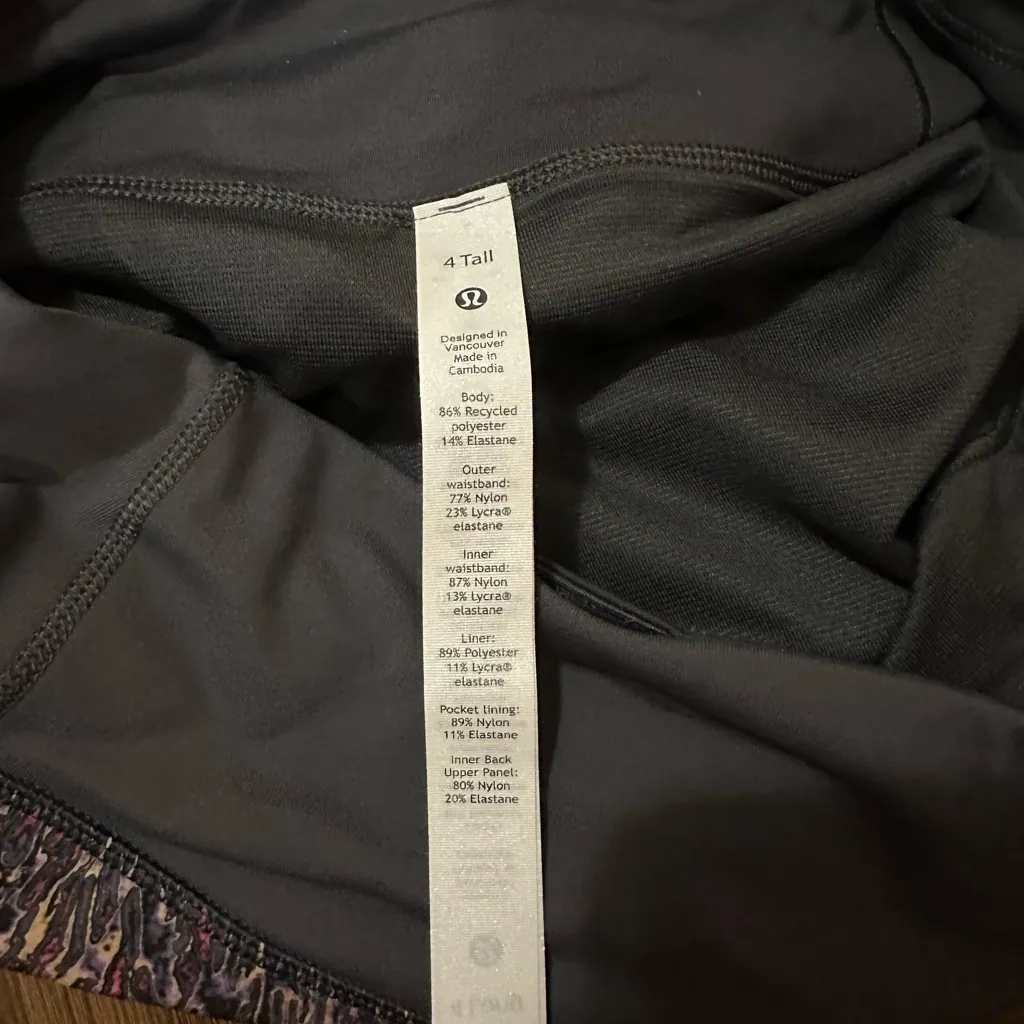 4 Tall
Designed in
Vancouver
Made in
Cambodia
Body:
86% Recycled
polyester
14% Elastane
Outer
waistband:
77% Nylon
23% Lycra®
elastane
Inner
waistband:
87% Nylon
13% Lycra®
elastane
Liner:
89% Polyester
11% Lycra®
elastane
Pocket lining:
89% Nylon
11% Elastane
Inner Back
Upper Panel:
80% Nylon
20% Elastane